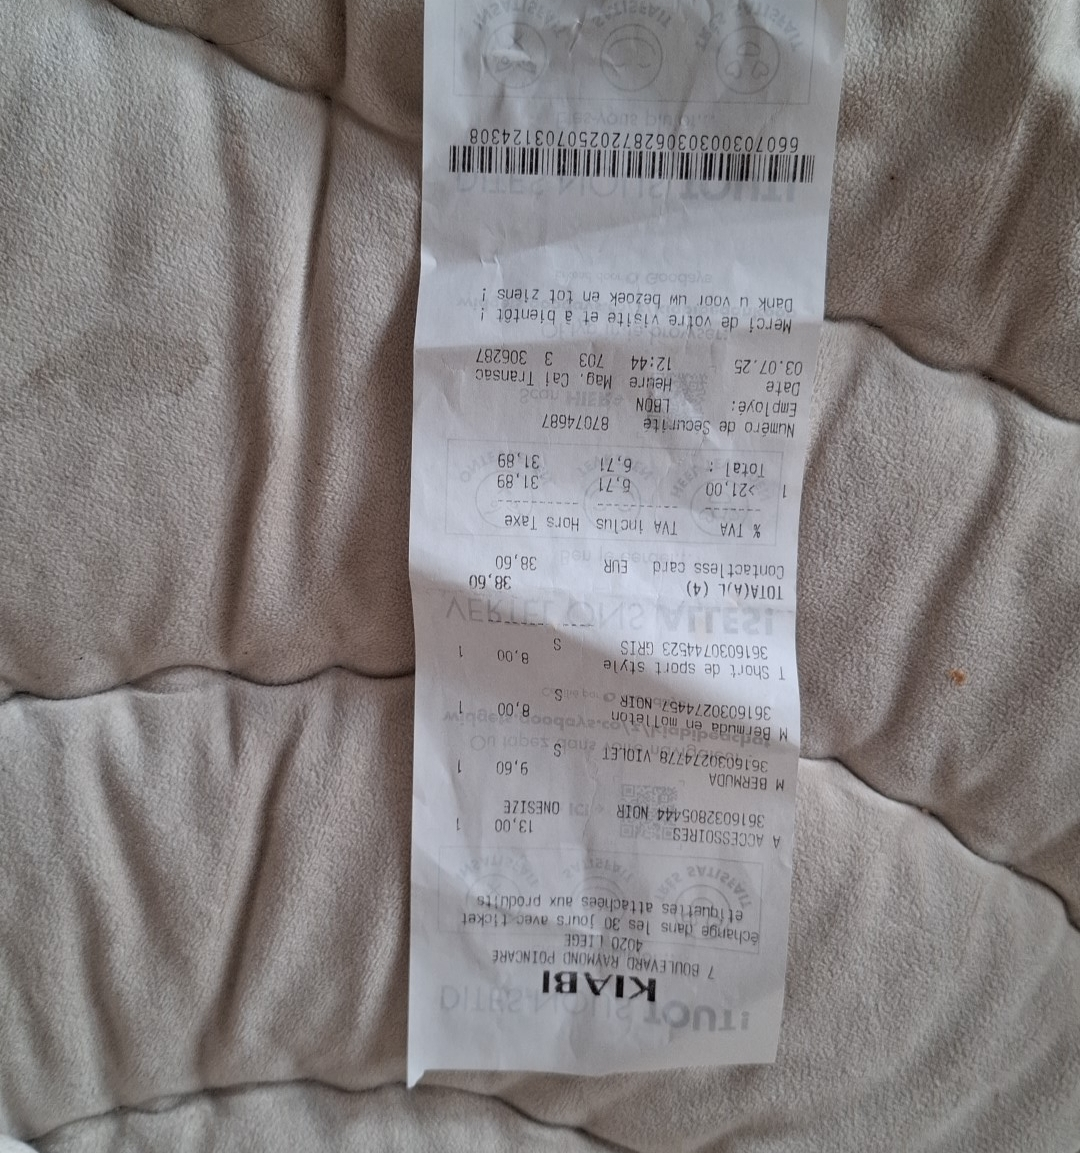 KIABI
7 BOULEVARD RAYMOND POINCARÉ
4020 LIEGE
échange dans les 30 jours avec ticket
etiquettes attachées aux produits
A ACCESSOIRES 13,00 1
3616032805444 NOIR ONESIZE
M BERMUDA 9,60 1
3616030274778 VIOLET S
M Bermuda en molleton 8,00 1
3616030274457 NOIR S
T Short de sport style 8,00 1
3616030744523 GRIS S
TOTA(A)L (4) 38,60
Contactless card EUR 38,60
% TVA TVA inclus Hors Taxe
1 >21,00 6,71 31,89
Total : 6,71 31,89
Numéro de Sécurité 87074687
Employé: LBON
Date Heure Mag. Cai Transac
03.07.25 12:44 703 3 306287
Merci de votre visite et à bientôt !
Dank u voor uw bezoek en tot ziens !
6607030003030628720250703124308